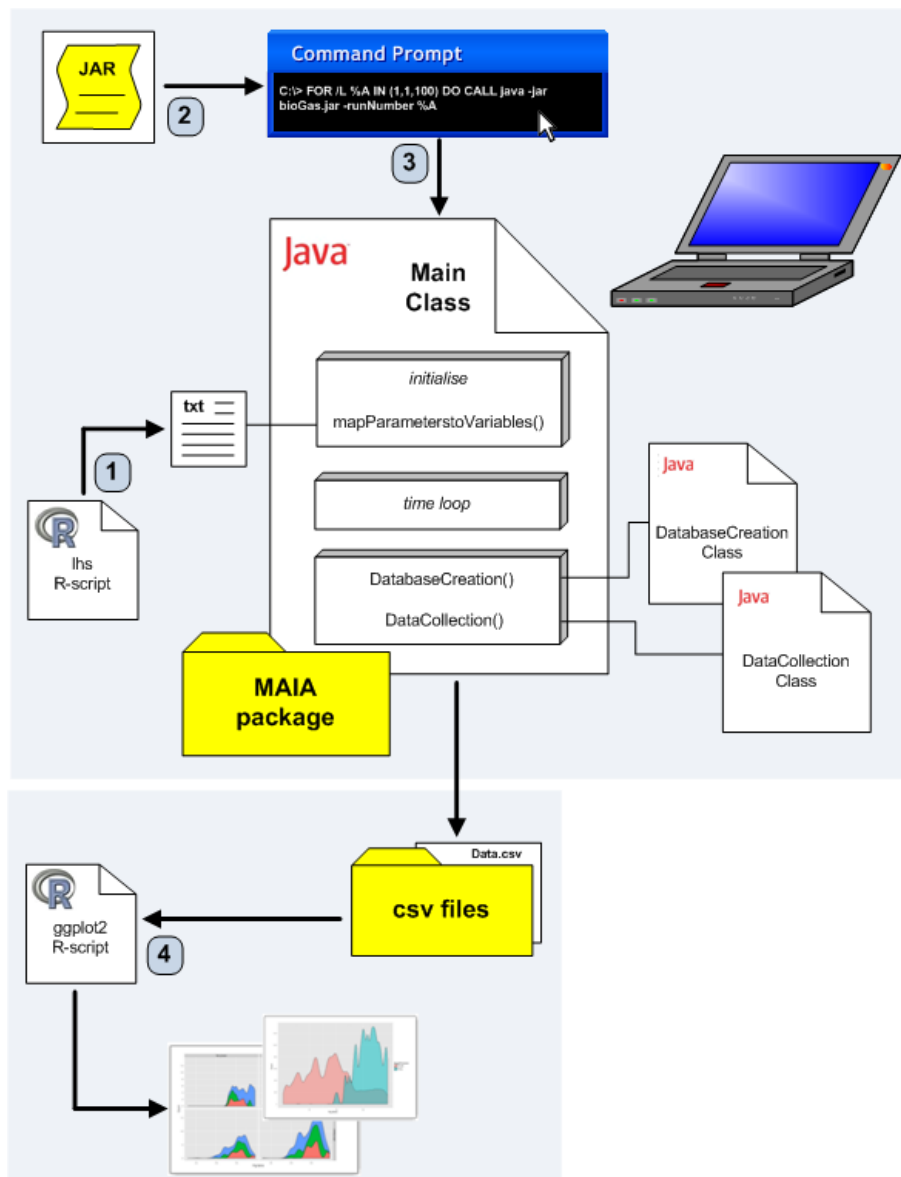 JAR
2
Command Prompt
C:\> FOR /L %A IN (1,1,100) DO CALL java -jar
bioGas.jar -runNumber %A
3
Java
Main
Class
initialise
mapParameterstoVariables()
txt
1
R
lhs
R-script
time loop
DatabaseCreation()
DataCollection()
Java
DatabaseCreation
Class
Java
DataCollection
Class
MAIA
package
Data.csv
csv files
R
ggplot2
R-script
4